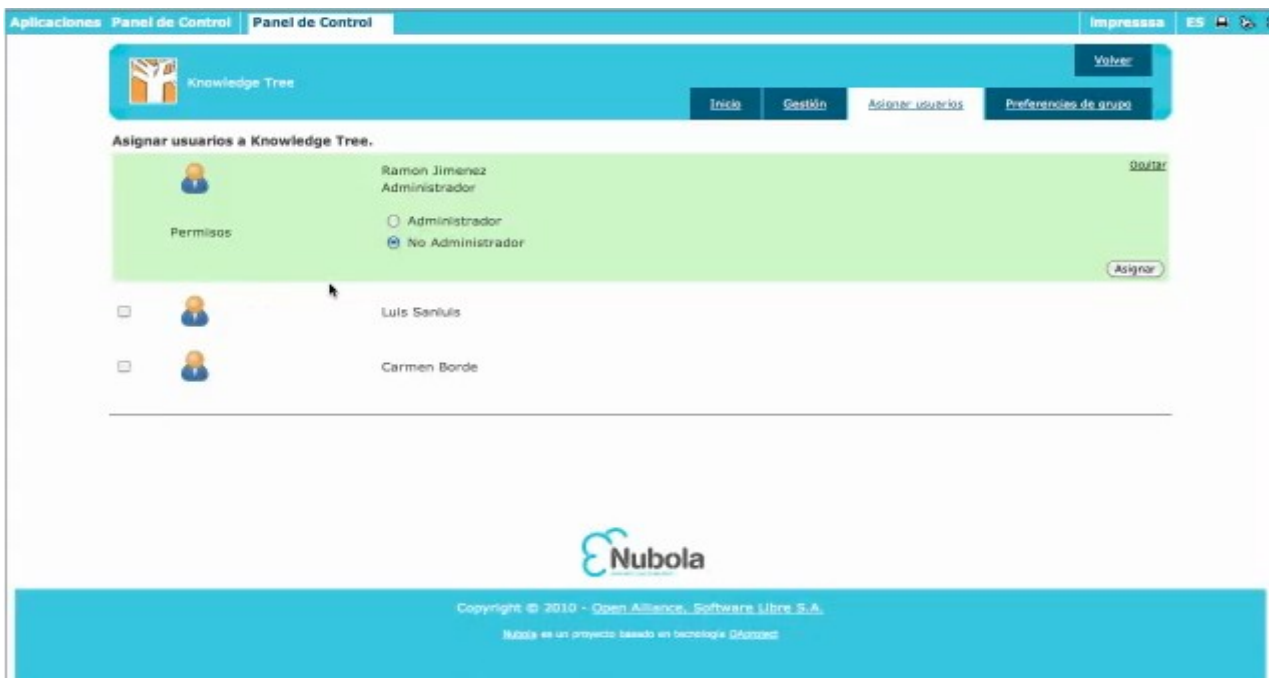 Aplicaciones Panel de Control Panel de Control Impresssa ES
Volver
Knowledge Tree
Inicio Gestión Asignar usuarios Preferencias de grupo
Asignar usuarios a Knowledge Tree.
Ramon Jimenez Ocultar
Administrador
Administrador
Permisos
No Administrador
Asignar
Luis Sanluis
Carmen Borde
Nubola
Copyright © 2010 - Open Alliance, Software Libre S.A.
Nubola es un proyecto basado en tecnología